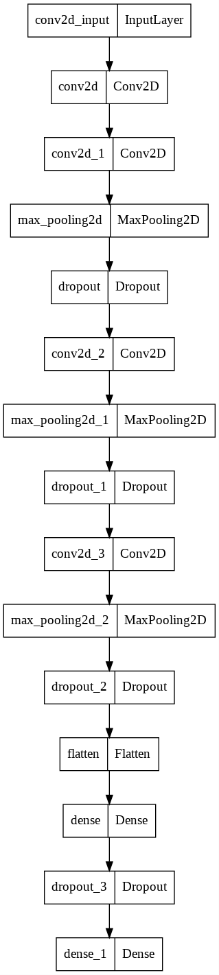 conv2d_input InputLayer
conv2d Conv2D
conv2d_1 Conv2D
max_pooling2d MaxPooling2D
dropout Dropout
conv2d_2 Conv2D
max_pooling2d_1 MaxPooling2D
dropout_1 Dropout
conv2d_3 Conv2D
max_pooling2d_2 MaxPooling2D
dropout_2 Dropout
flatten Flatten
dense Dense
dropout_3 Dropout
dense_1 Dense